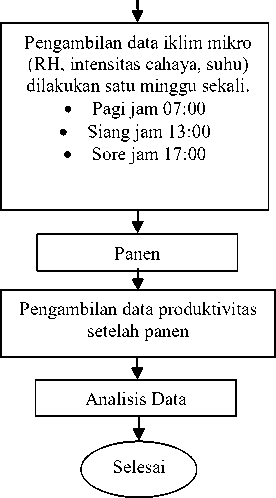 Pengambilan data iklim mikro
(RH, intensitas cahaya, suhu)
dilakukan satu minggu sekali.
• Pagi jam 07:00
• Siang jam 13:00
• Sore jam 17:00
Panen
Pengambilan data produktivitas
setelah panen
Analisis Data
Selesai